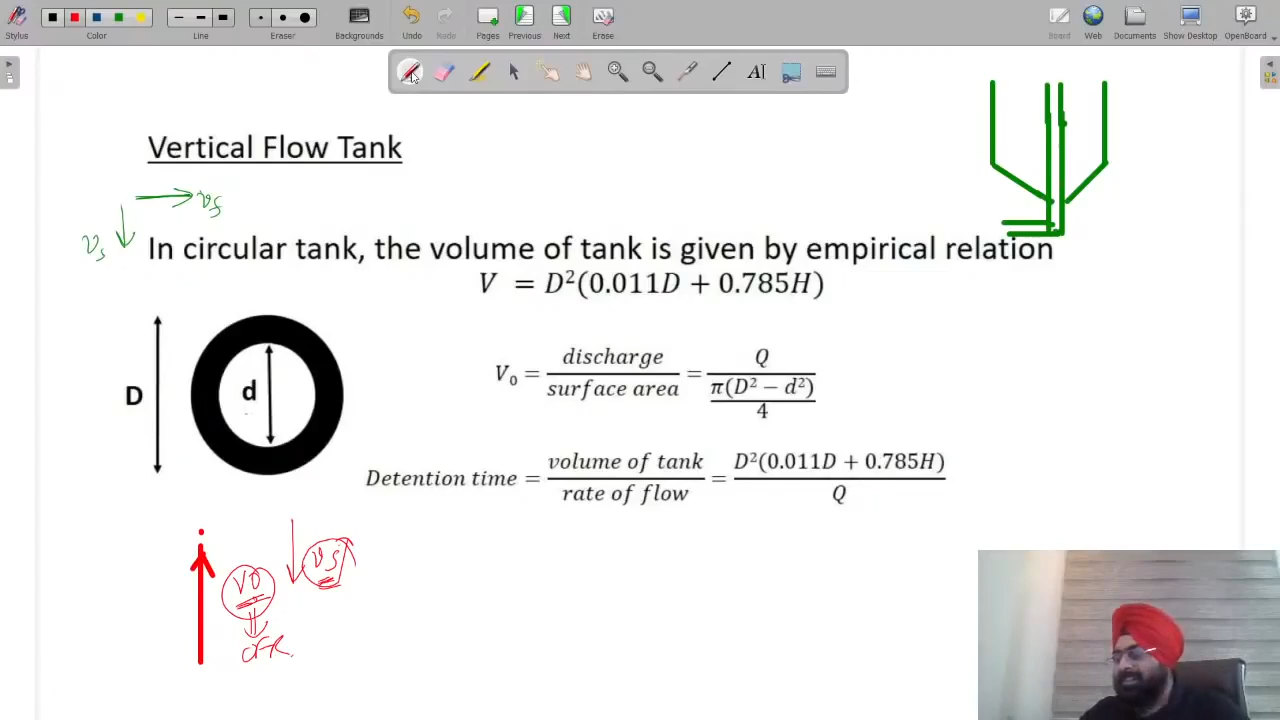 Stylus
Color
Line
Eraser
Backgrounds
Undo
Redo
Pages
Previous
Next
Erase
Board
Web
Documents
Show Desktop
OpenBoard
Vertical Flow Tank
vf
vs
In circular tank, the volume of tank is given by empirical relation
V = D²(0.011D + 0.785H)
V₀ = discharge / surface area = Q / (π(D² − d²) / 4)
D
d
Detention time = volume of tank / rate of flow = D²(0.011D + 0.785H) / Q
vs
V0
OFR